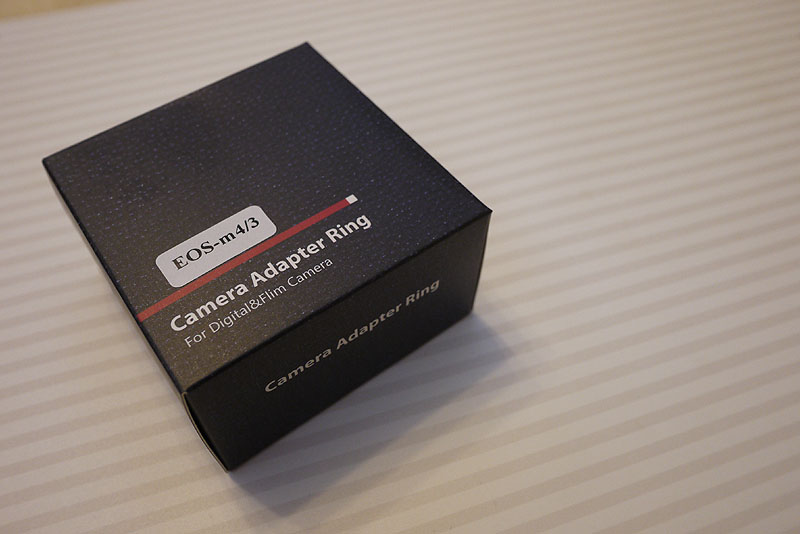 EOS-m4/3
Camera Adapter Ring
For Digital&Flim Camera
Camera Adapter Ring